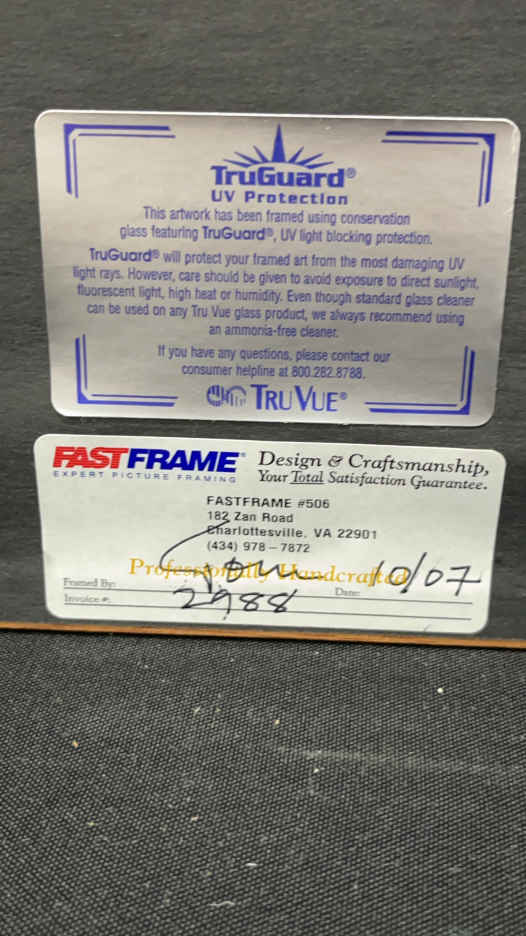 TruGuard®
UV Protection
This artwork has been framed using conservation
glass featuring TruGuard®, UV light blocking protection.
TruGuard® will protect your framed art from the most damaging UV
light rays. However, care should be given to avoid exposure to direct sunlight,
fluorescent light, high heat or humidity. Even though standard glass cleaner
can be used on any Tru Vue glass product, we always recommend using
an ammonia-free cleaner.
If you have any questions, please contact our
consumer helpline at 800.282.8788.
TRU VUE®
FASTFRAME®
EXPERT PICTURE FRAMING
Design & Craftsmanship,
Your Total Satisfaction Guarantee.
FASTFRAME #506
182 Zan Road
Charlottesville, VA 22901
(434) 978-7872
Professionally Handcrafted
Framed By: Date: 10/07
Invoice #: 2988